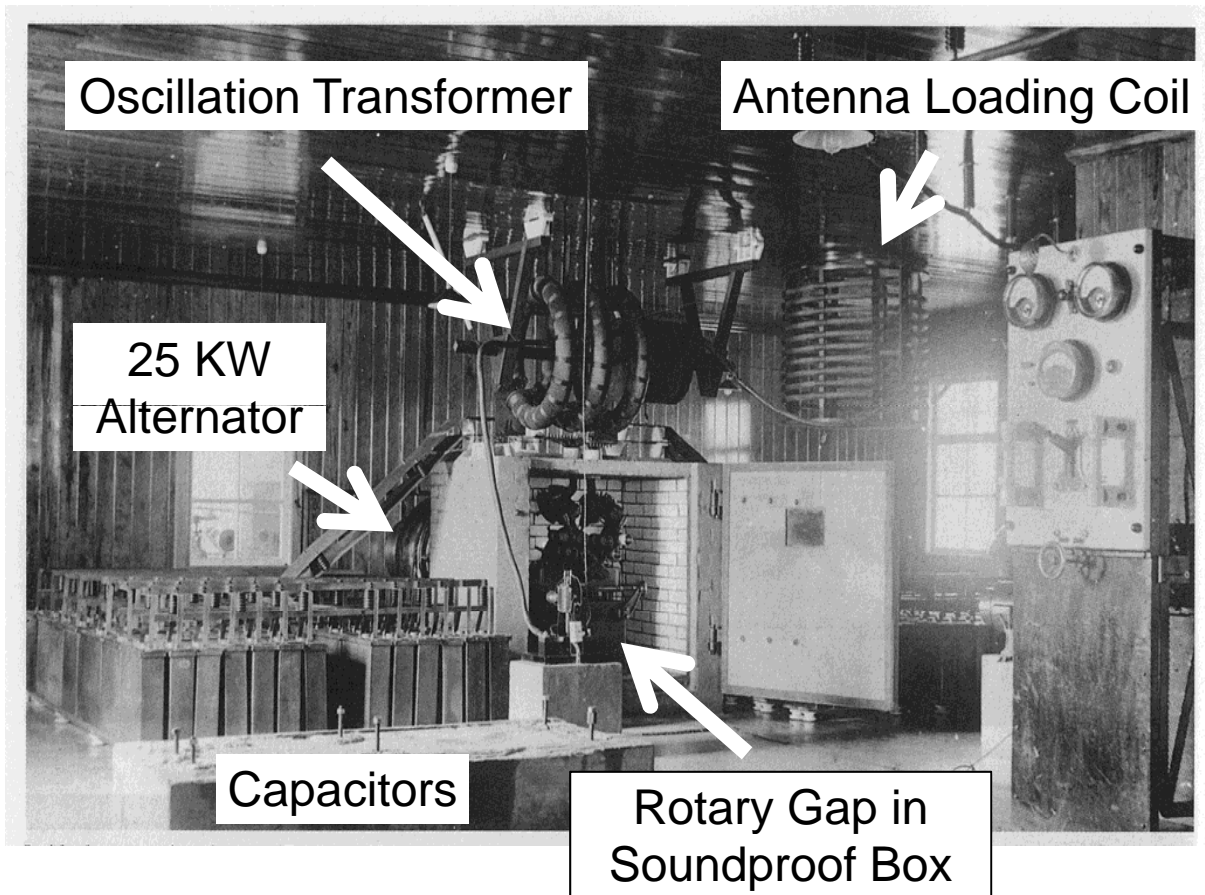 Oscillation Transformer
Antenna Loading Coil
25 KW
Alternator
Capacitors
Rotary Gap in
Soundproof Box